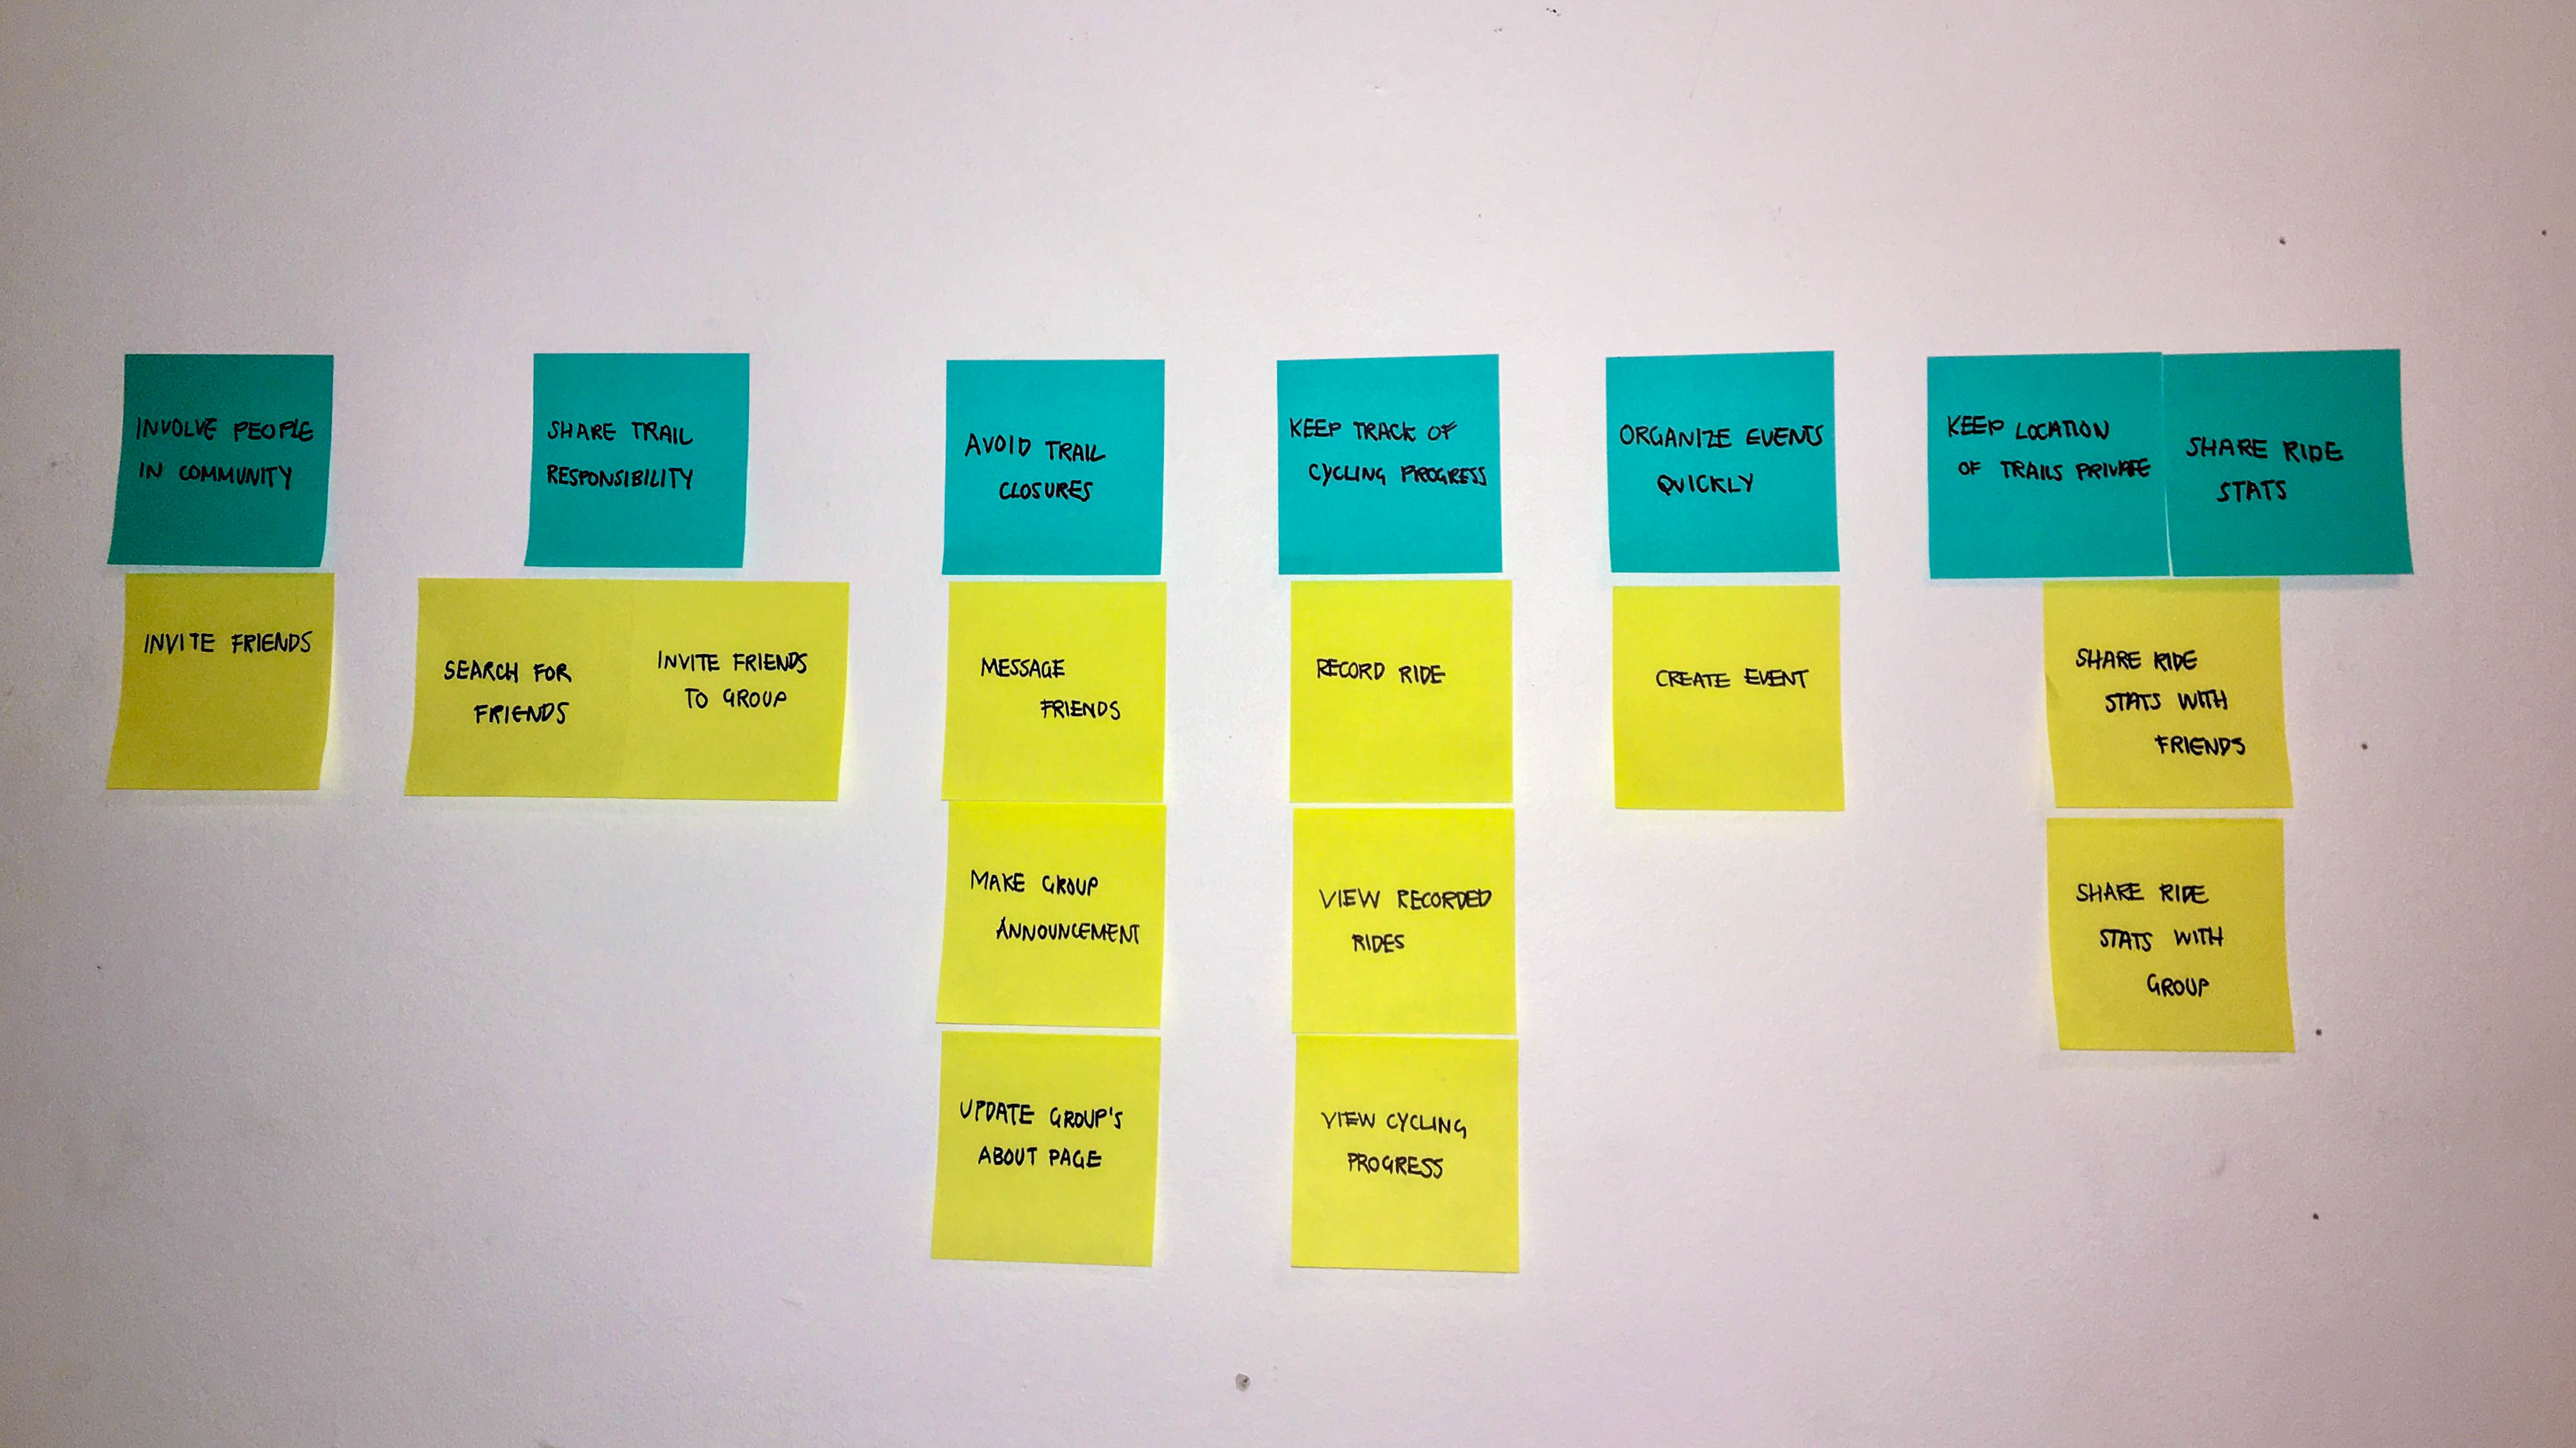 INVOLVE PEOPLE
IN COMMUNITY
INVITE FRIENDS
SHARE TRAIL
RESPONSIBILITY
SEARCH FOR
FRIENDS
INVITE FRIENDS
TO GROUP
AVOID TRAIL
CLOSURES
MESSAGE
FRIENDS
MAKE GROUP
ANNOUNCEMENT
UPDATE GROUP'S
ABOUT PAGE
KEEP TRACK OF
CYCLING PROGRESS
RECORD RIDE
VIEW RECORDED
RIDES
VIEW CYCLING
PROGRESS
ORGANIZE EVENTS
QUICKLY
CREATE EVENT
KEEP LOCATION
OF TRAILS PRIVATE
SHARE RIDE
STATS
SHARE RIDE
STATS WITH
FRIENDS
SHARE RIDE
STATS WITH
GROUP